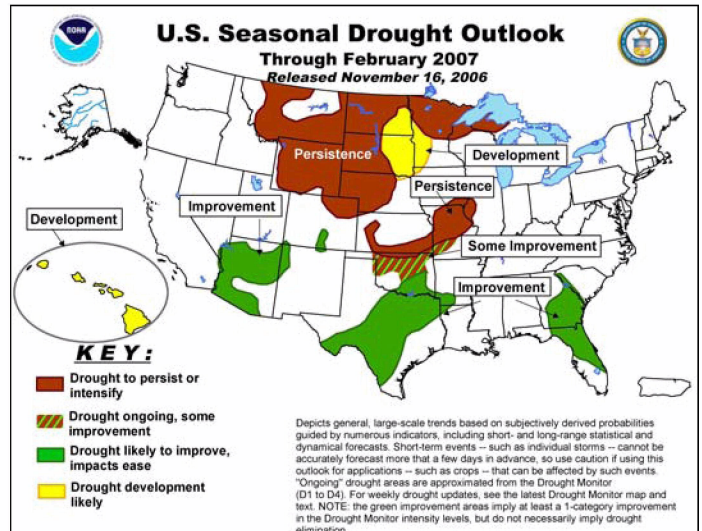 NOAA
U.S. Seasonal Drought Outlook
Through February 2007
Released November 16, 2006
Persistence
Development
Persistence
Improvement
Development
Some Improvement
Improvement
KEY:
Drought to persist or
intensify
Drought ongoing, some
improvement
Drought likely to improve,
impacts ease
Drought development
likely
Depicts general, large-scale trends based on subjectively derived probabilities
guided by numerous indicators, including short- and long-range statistical and
dynamical forecasts. Short-term events -- such as individual storms -- cannot be
accurately forecast more that a few days in advance, so use caution if using this
outlook for applications -- such as crops -- that can be affected by such events.
"Ongoing" drought areas are approximated from the Drought Monitor
(D1 to D4). For weekly drought updates, see the latest Drought Monitor map and
text. NOTE: the green improvement areas imply at least a 1-category improvement
in the Drought Monitor intensity levels, but do not necessarily imply drought
elimination.